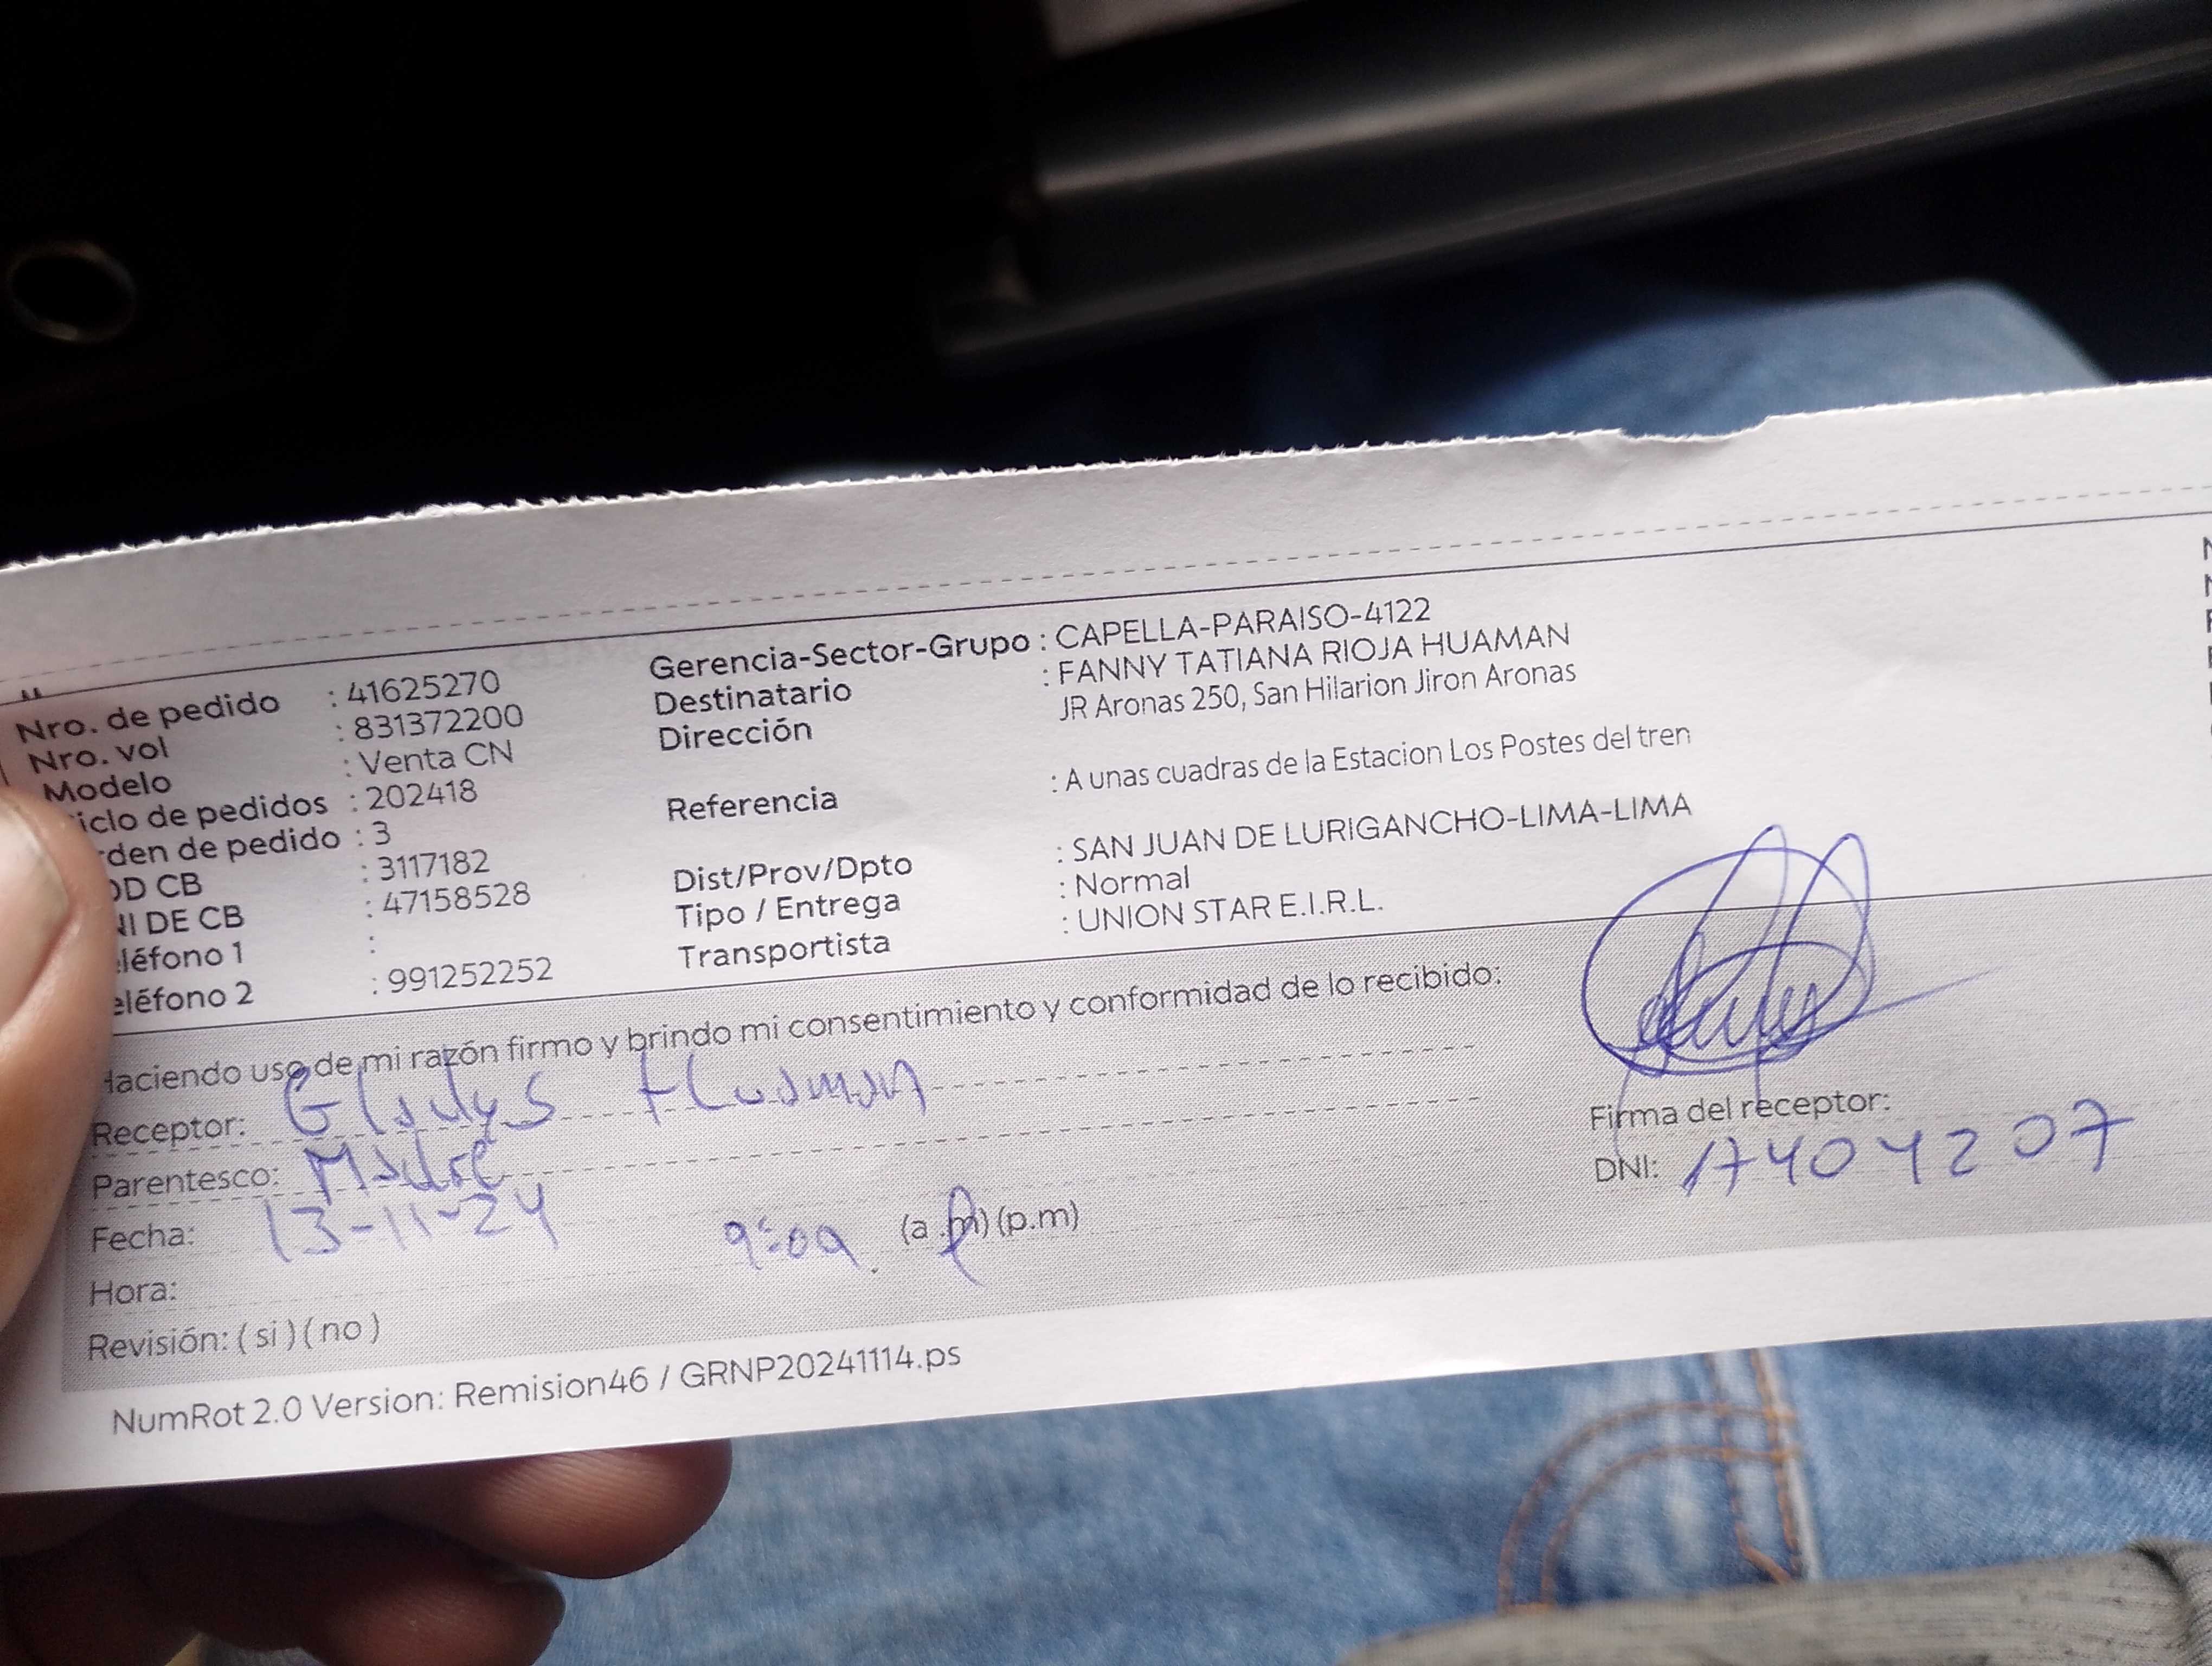 Nro. de pedido : 41625270
Nro. vol : 831372200
Modelo : Venta CN
iclo de pedidos : 202418
den de pedido : 3
OD CB : 3117182
NI DE CB : 47158528
eléfono 1 :
eléfono 2 : 991252252
Gerencia-Sector-Grupo : CAPELLA-PARAISO-4122
Destinatario : FANNY TATIANA RIOJA HUAMAN
Dirección JR Aronas 250, San Hilarion Jiron Aronas
Referencia : A unas cuadras de la Estacion Los Postes del tren
Dist/Prov/Dpto : SAN JUAN DE LURIGANCHO-LIMA-LIMA
Tipo / Entrega : Normal
Transportista : UNION STAR E.I.R.L.
Haciendo uso de mi razón firmo y brindo mi consentimiento y conformidad de lo recibido:
Receptor: Gladys Huaman
Parentesco: Madre
Fecha: 13-11-24
Hora: 9:09 (a.m) (p.m)
Revisión: ( si ) ( no )
Firma del receptor:
DNI: 17404207
NumRot 2.0 Version: Remision46 / GRNP20241114.ps